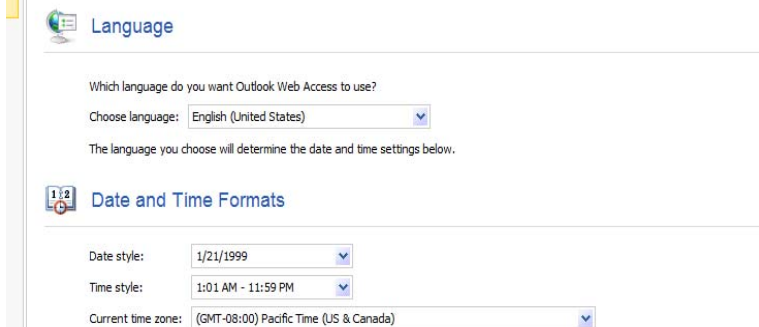 Language
Which language do you want Outlook Web Access to use?
Choose language: English (United States)
The language you choose will determine the date and time settings below.
Date and Time Formats
Date style: 1/21/1999
Time style: 1:01 AM - 11:59 PM
Current time zone: (GMT-08:00) Pacific Time (US & Canada)